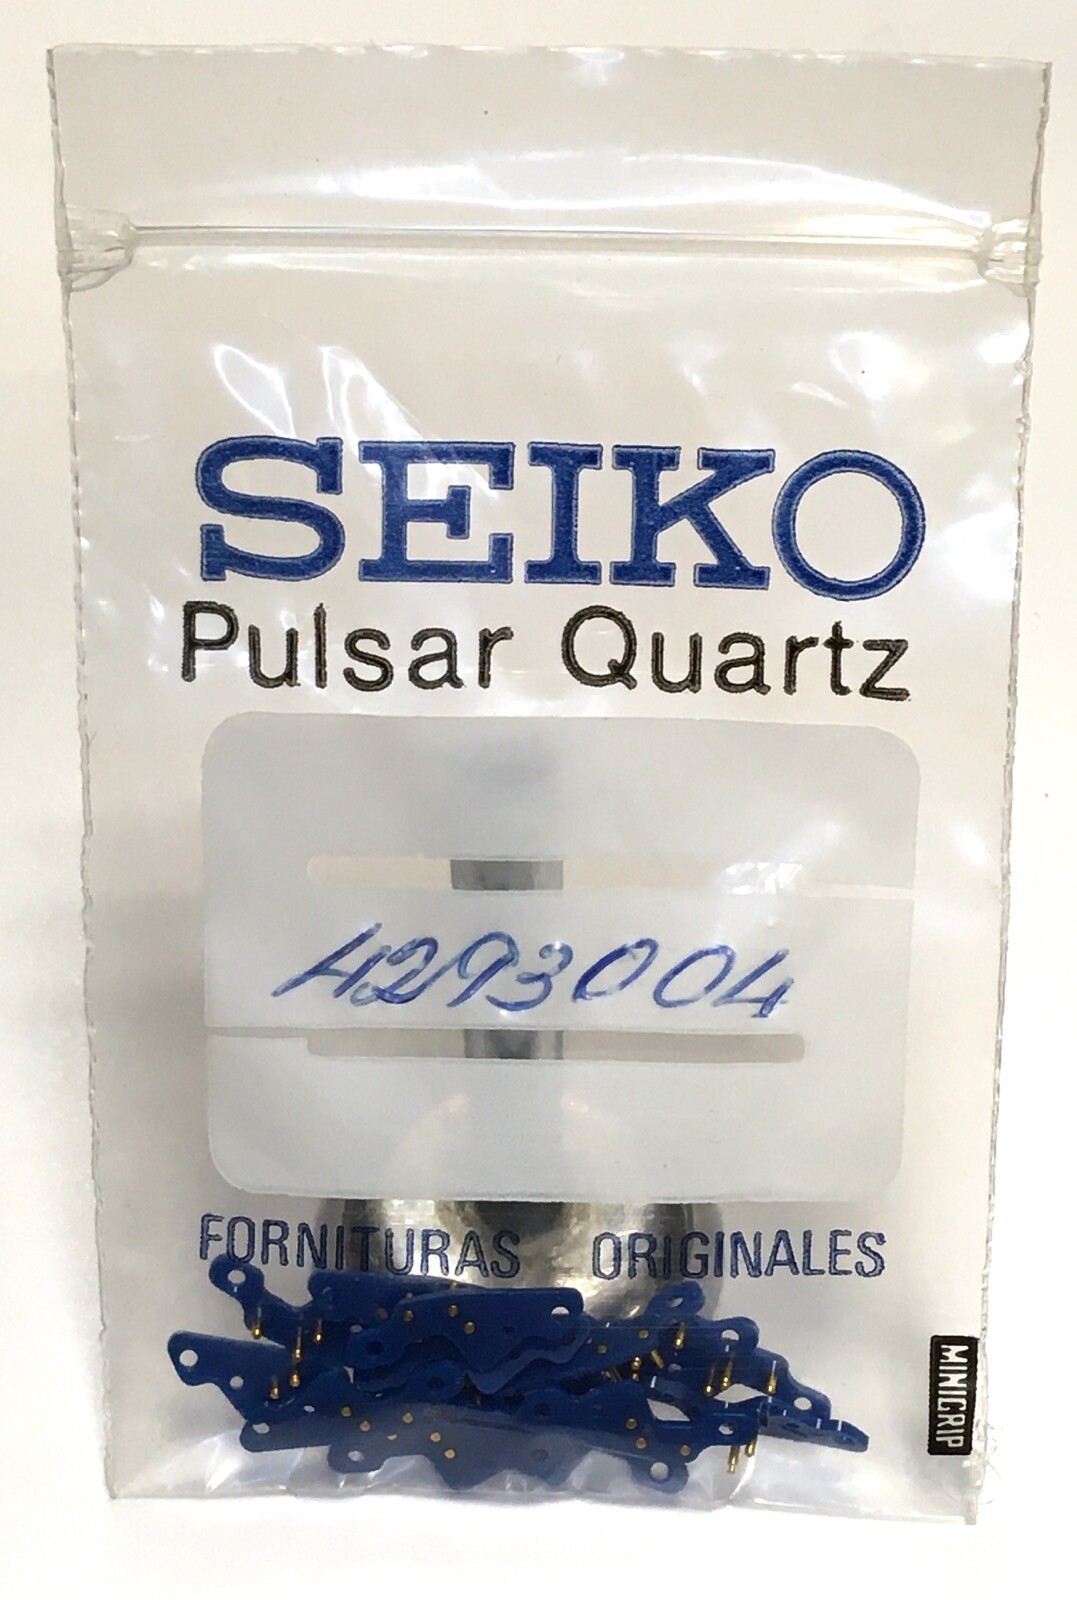 SEIKO
Pulsar Quartz
4293004
FORNITURAS ORIGINALES
MINIGRIP